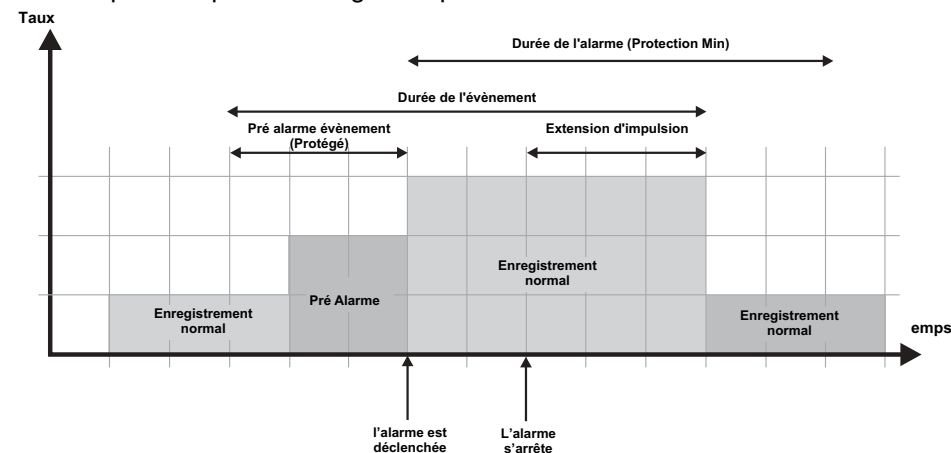 Taux
Durée de l'alarme (Protection Min)
Durée de l'évènement
Pré alarme évènement
(Protégé)
Extension d'impulsion
Enregistrement
normal
Pré Alarme
Enregistrement
normal
Enregistrement
normal
emps
l'alarme est
déclenchée
L'alarme
s'arrête